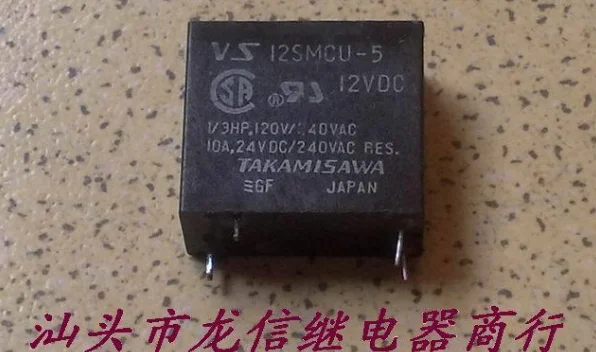 VS 12SMCU-5
12VDC
1/3HP,120V/240VAC
10A,24VDC/240VAC RES.
TAKAMISAWA
GF JAPAN
汕头市龙信继电器商行